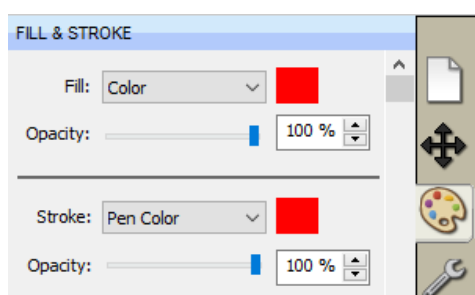 FILL & STROKE
Fill: Color
Opacity: 100 %
Stroke: Pen Color
Opacity: 100 %